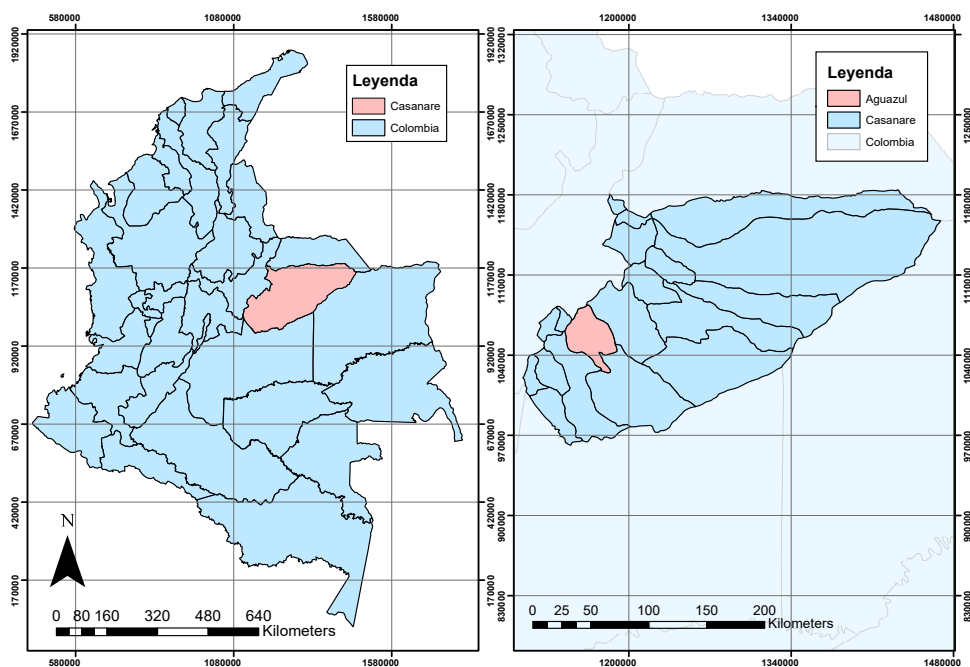 580000 1080000 1580000
1920000 1920000
1670000 1670000
1420000 1420000
1170000 1170000
920000 920000
670000 670000
420000 420000
170000 170000
Leyenda
Casanare
Colombia
N
0 80 160 320 480 640
Kilometers
580000 1080000 1580000
1200000 1340000 1480000
1320000 1320000
1250000 1250000
1180000 1180000
1110000 1110000
1040000 1040000
970000 970000
900000 900000
830000 830000
Leyenda
Aguazul
Casanare
Colombia
0 25 50 100 150 200
Kilometers
1200000 1340000 1480000